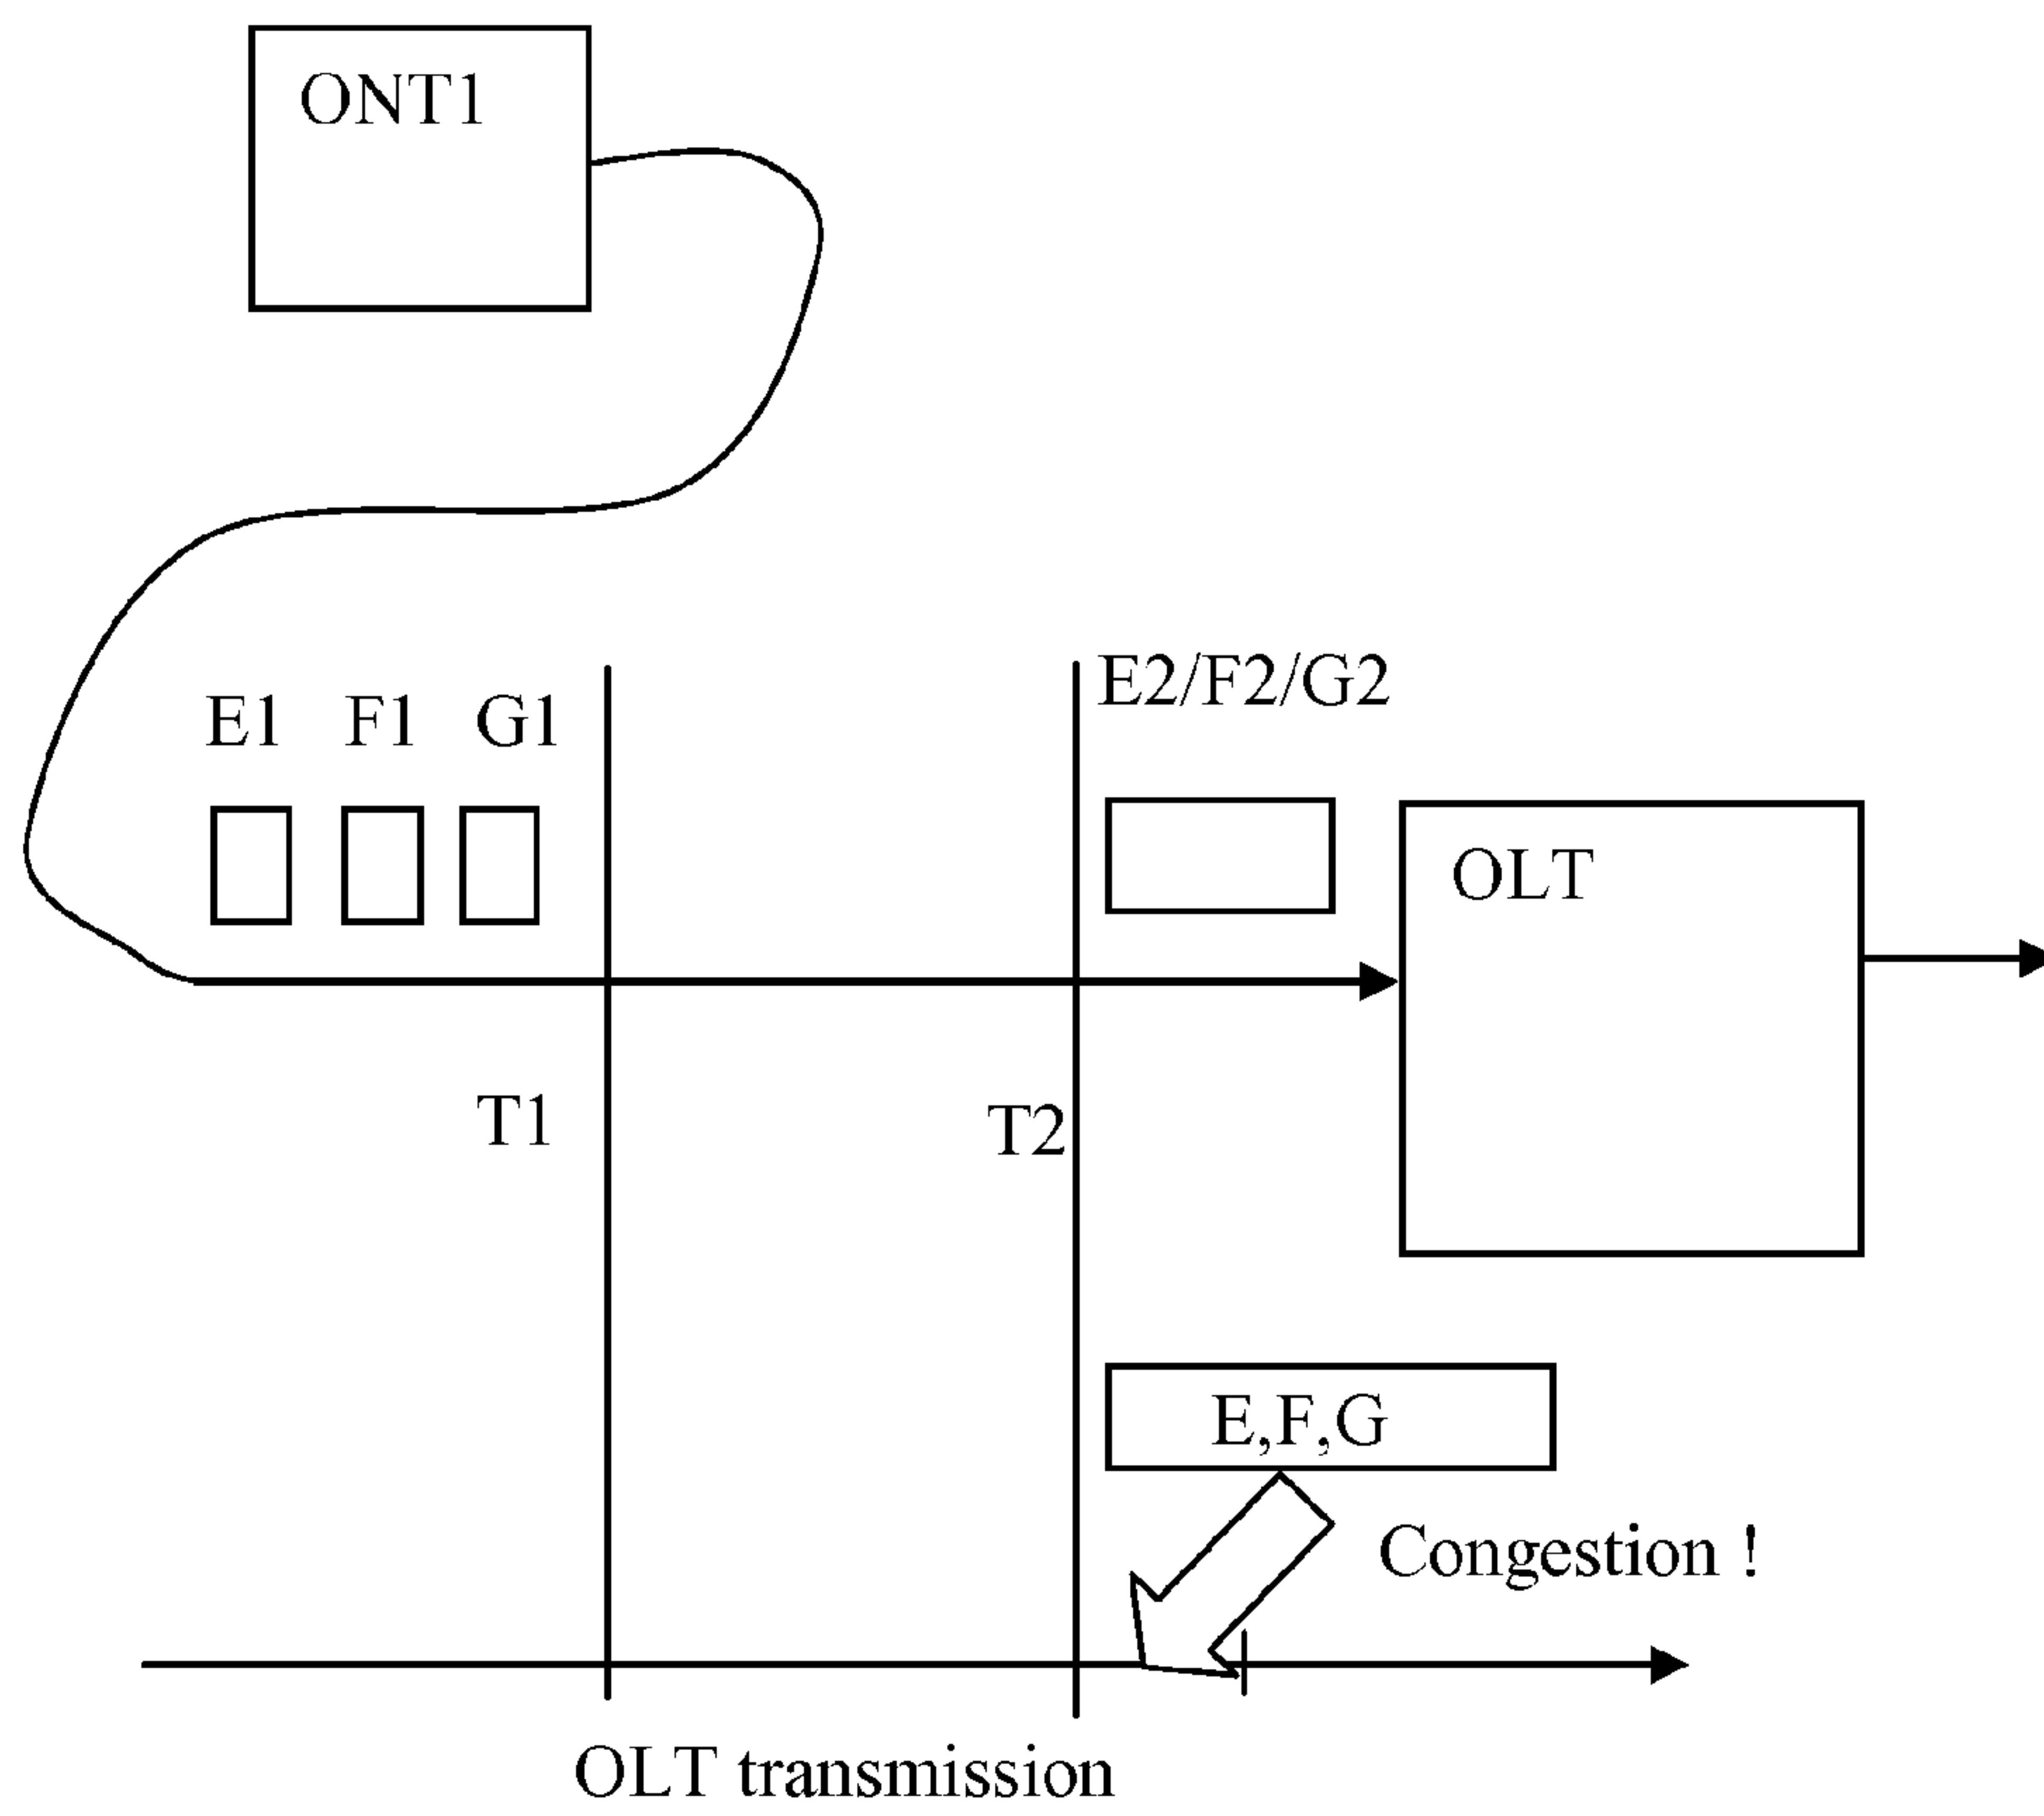 ONT1
E1 F1 G1
E2/F2/G2
OLT
T1
T2
E,F,G
Congestion !
OLT transmission